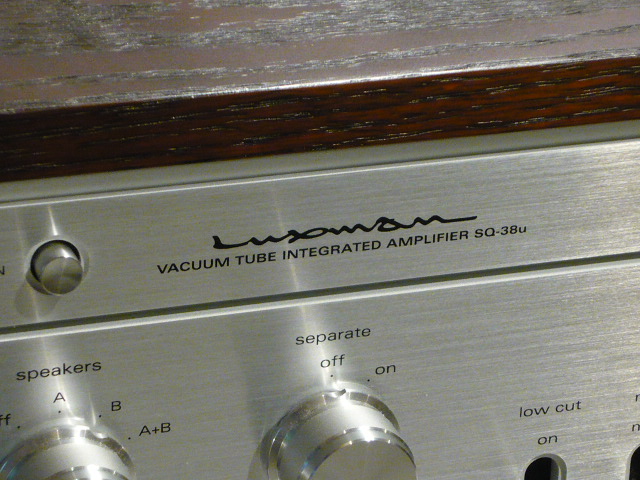 Luxman
VACUUM TUBE INTEGRATED AMPLIFIER SQ-38u
separate
off
on
speakers
A
B
A+B
low cut
on